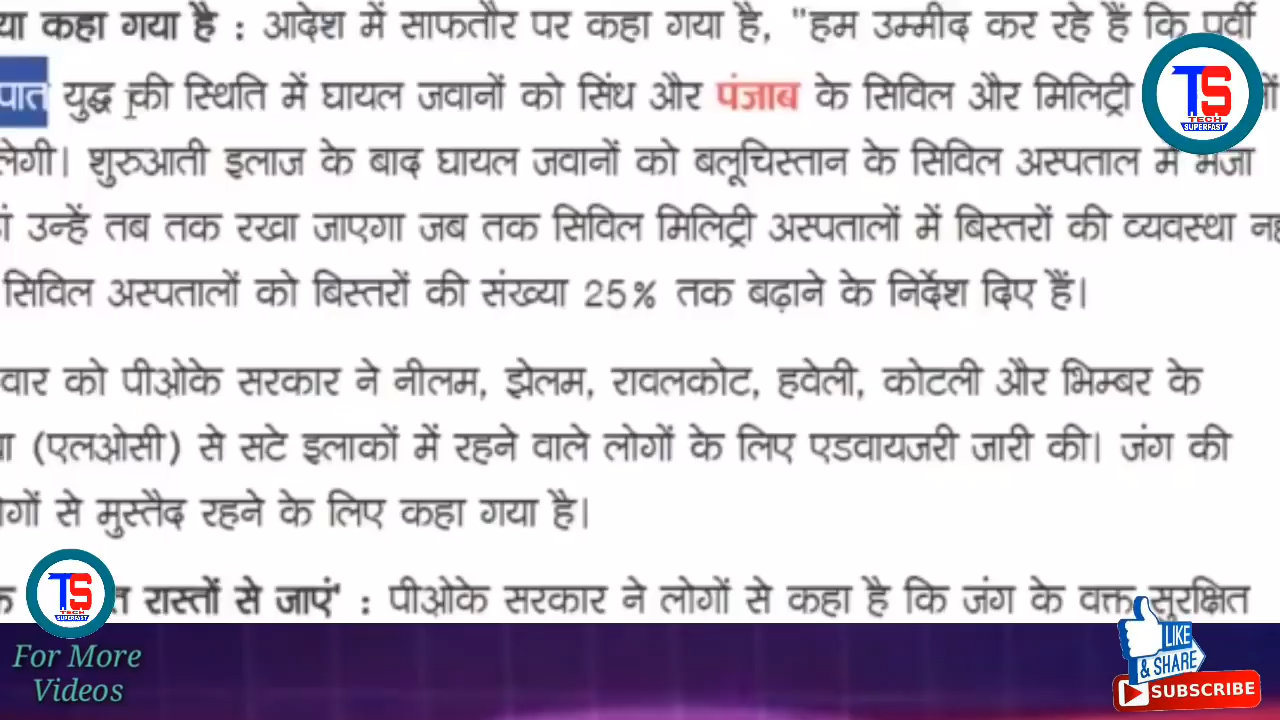 कहा गया है : आदेश में साफतौर पर कहा गया है, "हम उम्मीद कर रहे हैं कि पूर्वी
युद्ध की स्थिति में घायल जवानों को सिंध और पंजाब के सिविल और मिलिट्री
शुरुआती इलाज के बाद घायल जवानों को बलूचिस्तान के सिविल अस्पताल में
उन्हें तब तक रखा जाएगा जब तक सिविल मिलिट्री अस्पतालों में बिस्तरों की व्यवस्था
सिविल अस्पतालों को बिस्तरों की संख्या 25% तक बढ़ाने के निर्देश दिए हैं।
को पीओके सरकार ने नीलम, झेलम, रावलकोट, हवेली, कोटली और भिम्बर के
(एलओसी) से सटे इलाकों में रहने वाले लोगों के लिए एडवायजरी जारी की। जंग की
से मुस्तैद रहने के लिए कहा गया है।
रास्तों से जाएं' : पीओके सरकार ने लोगों से कहा है कि जंग के वक्त सुरक्षित
TS
TECH
SUPERFAST
TS
TECH
SUPERFAST
For More
Videos
LIKE
& SHARE
SUBSCRIBE